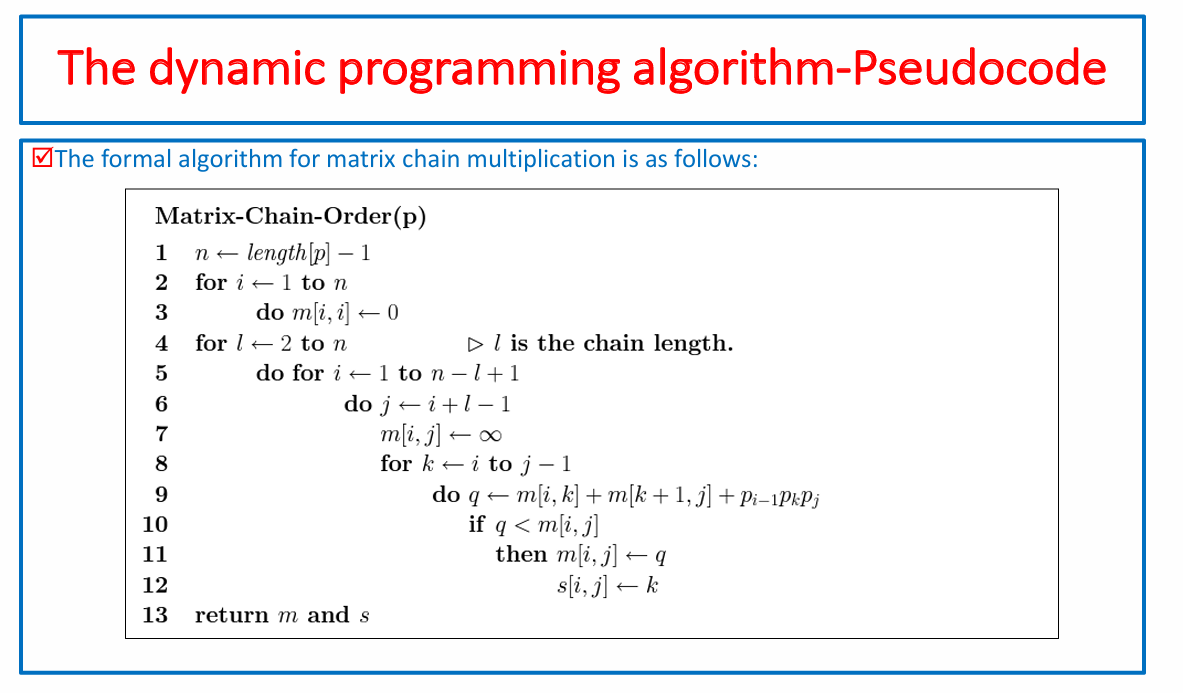 The dynamic programming algorithm-Pseudocode
☑The formal algorithm for matrix chain multiplication is as follows:
Matrix-Chain-Order(p)
1 n ← length[p] − 1
2 for i ← 1 to n
3 do m[i, i] ← 0
4 for l ← 2 to n ▷ l is the chain length.
5 do for i ← 1 to n − l + 1
6 do j ← i + l − 1
7 m[i, j] ← ∞
8 for k ← i to j − 1
9 do q ← m[i, k] + m[k + 1, j] + pᵢ₋₁pₖpⱼ
10 if q < m[i, j]
11 then m[i, j] ← q
12 s[i, j] ← k
13 return m and s